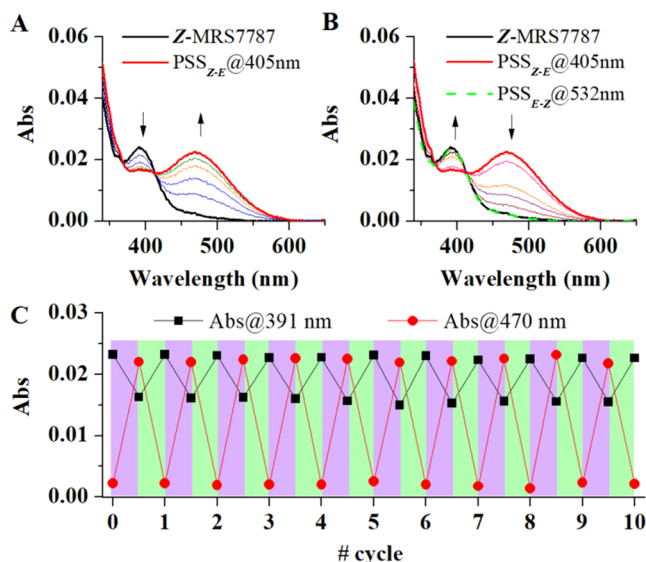 A
0.06
0.04
0.02
0.00
Abs
Z-MRS7787
PSS_Z-E@405nm
400 500 600
Wavelength (nm)
B
0.06
0.04
0.02
0.00
Abs
Z-MRS7787
PSS_Z-E@405nm
PSS_E-Z@532nm
400 500 600
Wavelength (nm)
C
0.03
0.02
0.01
0.00
Abs
Abs@391 nm Abs@470 nm
0 1 2 3 4 5 6 7 8 9 10
# cycle